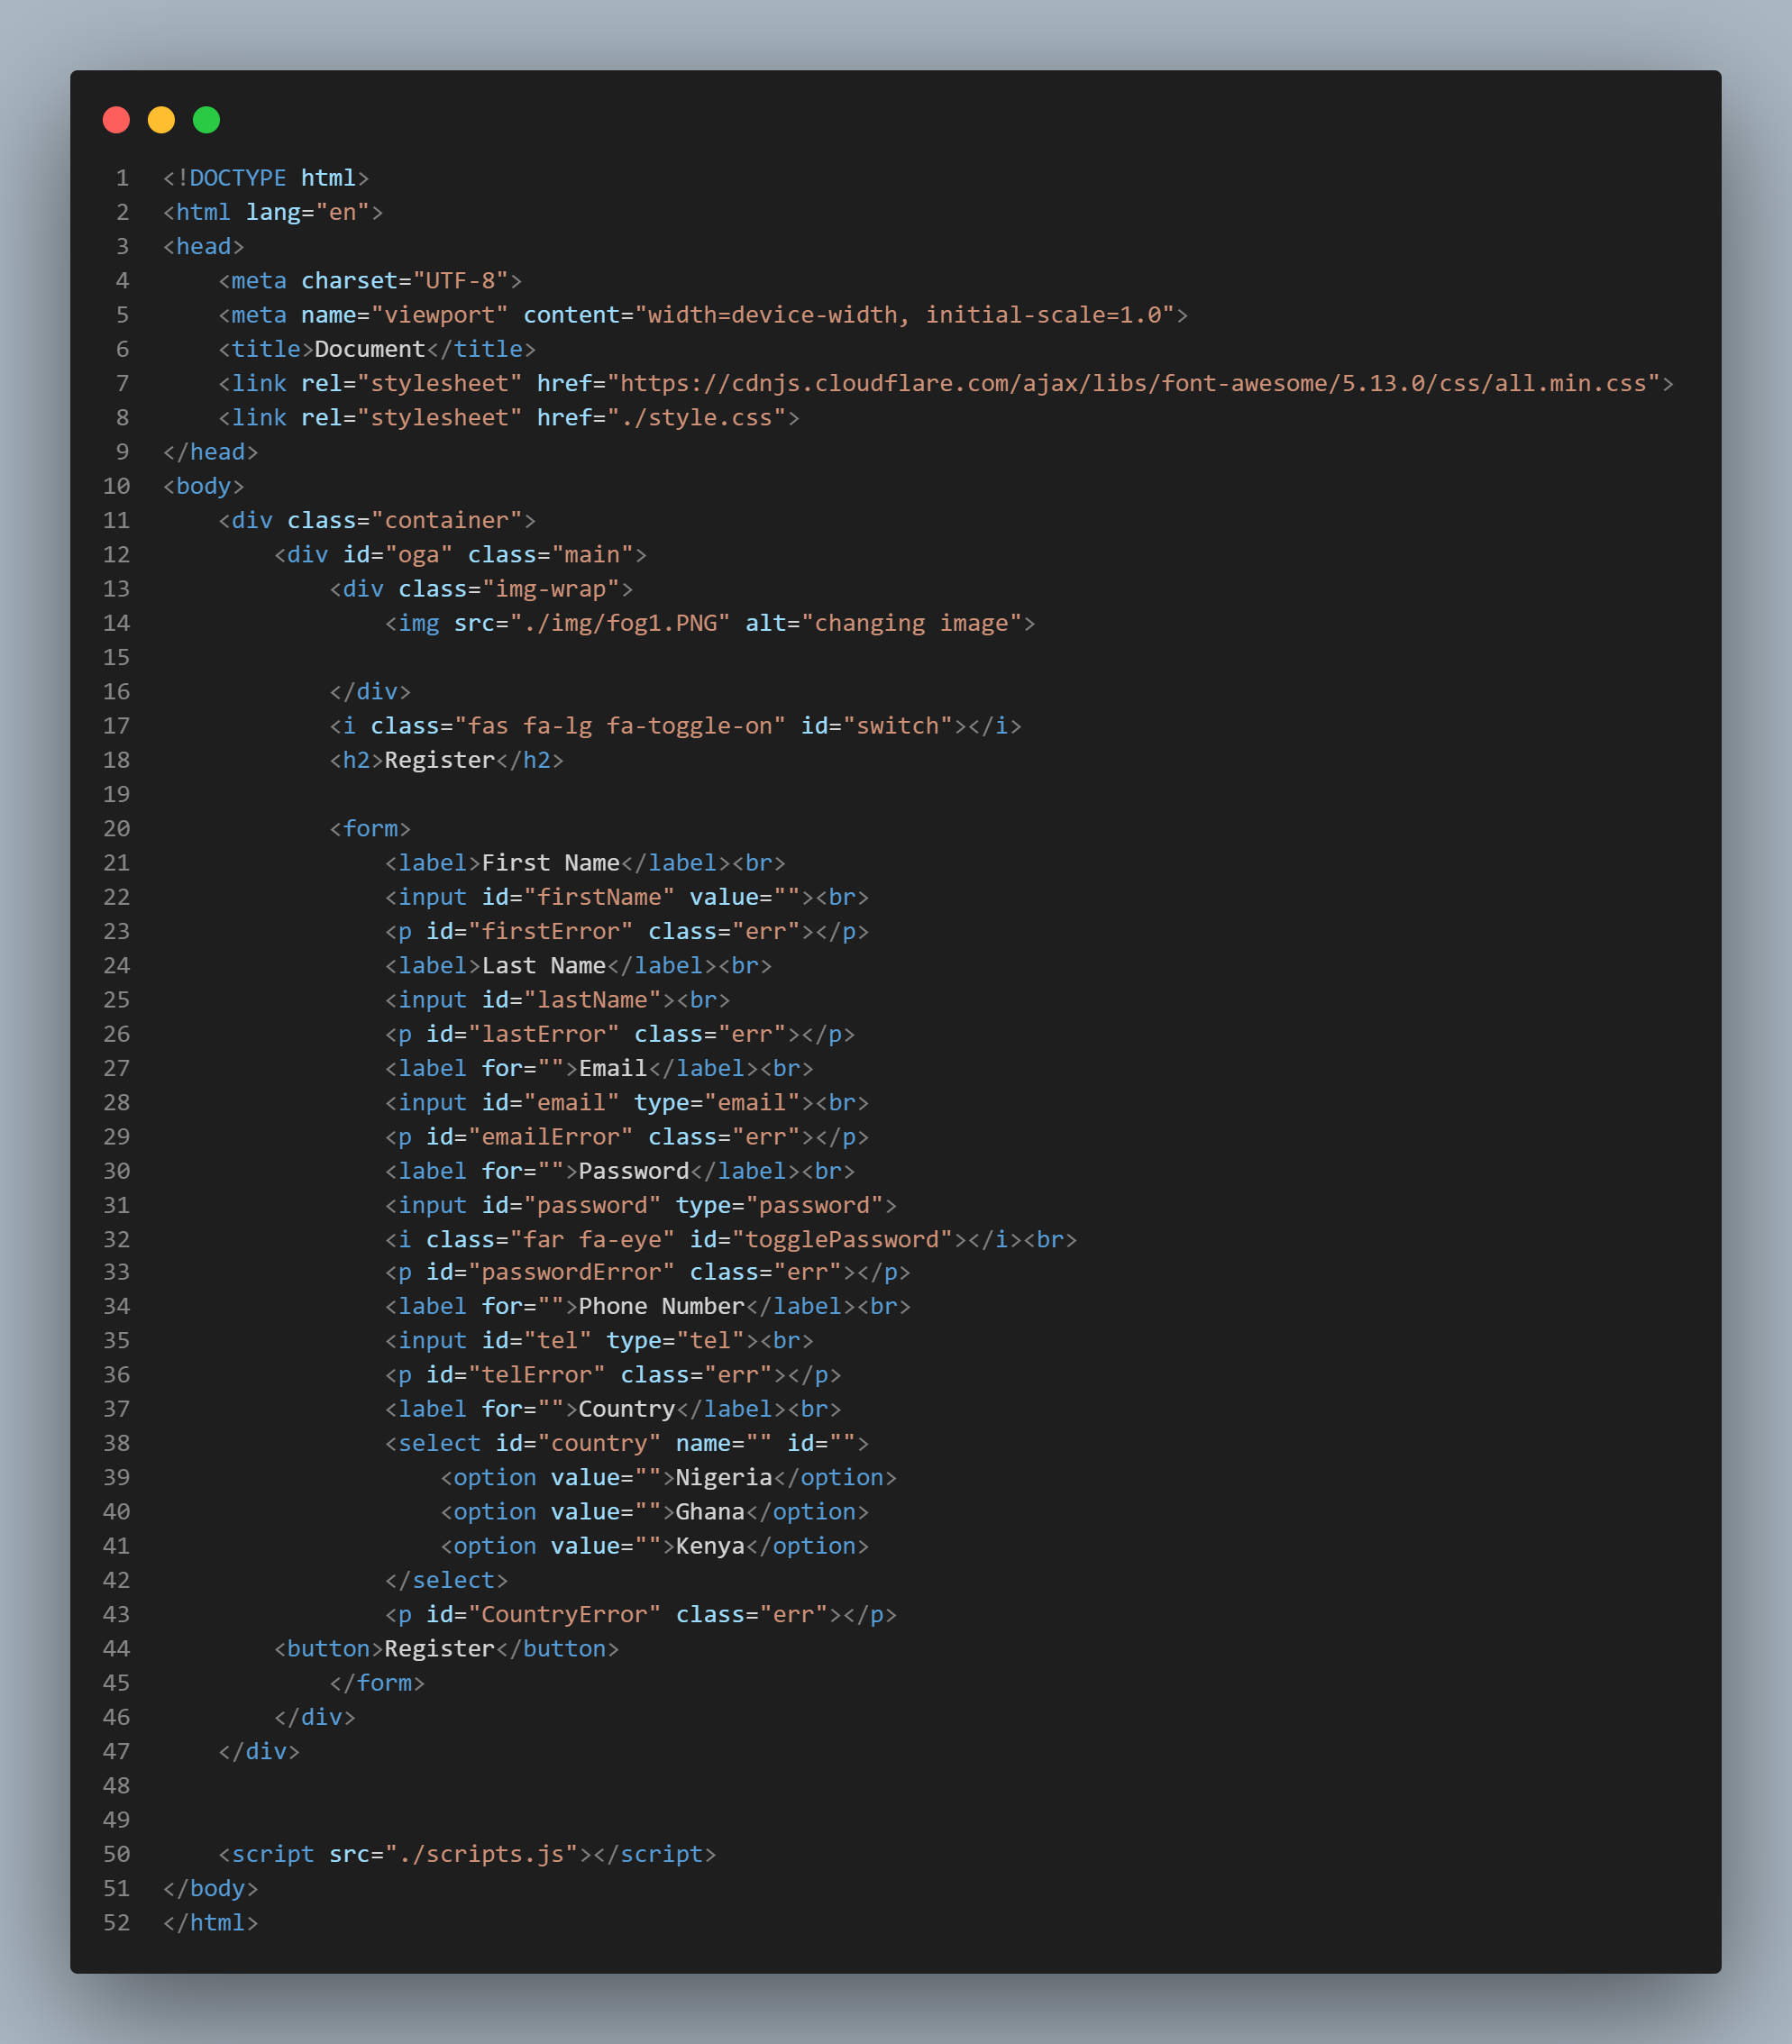 1 <!DOCTYPE html>
2 <html lang="en">
3 <head>
4     <meta charset="UTF-8">
5     <meta name="viewport" content="width=device-width, initial-scale=1.0">
6     <title>Document</title>
7     <link rel="stylesheet" href="https://cdnjs.cloudflare.com/ajax/libs/font-awesome/5.13.0/css/all.min.css">
8     <link rel="stylesheet" href="./style.css">
9 </head>
10 <body>
11     <div class="container">
12         <div id="oga" class="main">
13             <div class="img-wrap">
14                 <img src="./img/fog1.PNG" alt="changing image">
15
16             </div>
17             <i class="fas fa-lg fa-toggle-on" id="switch"></i>
18             <h2>Register</h2>
19
20             <form>
21                 <label>First Name</label><br>
22                 <input id="firstName" value=""><br>
23                 <p id="firstError" class="err"></p>
24                 <label>Last Name</label><br>
25                 <input id="lastName"><br>
26                 <p id="lastError" class="err"></p>
27                 <label for="">Email</label><br>
28                 <input id="email" type="email"><br>
29                 <p id="emailError" class="err"></p>
30                 <label for="">Password</label><br>
31                 <input id="password" type="password">
32                 <i class="far fa-eye" id="togglePassword"></i><br>
33                 <p id="passwordError" class="err"></p>
34                 <label for="">Phone Number</label><br>
35                 <input id="tel" type="tel"><br>
36                 <p id="telError" class="err"></p>
37                 <label for="">Country</label><br>
38                 <select id="country" name="" id="">
39                     <option value="">Nigeria</option>
40                     <option value="">Ghana</option>
41                     <option value="">Kenya</option>
42                 </select>
43                 <p id="CountryError" class="err"></p>
44         <button>Register</button>
45             </form>
46         </div>
47     </div>
48
49
50     <script src="./scripts.js"></script>
51 </body>
52 </html>